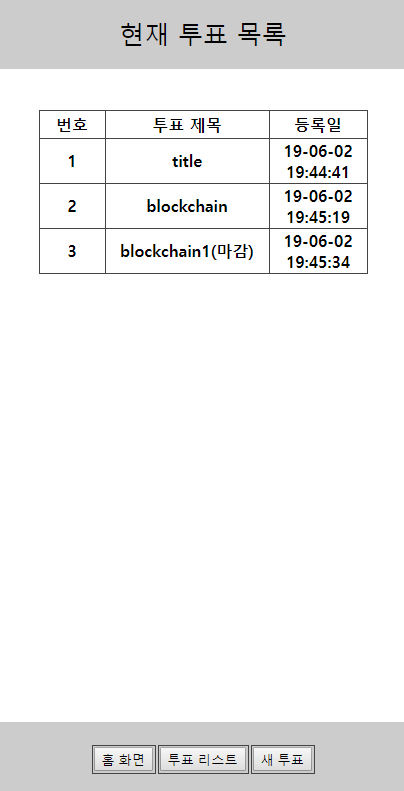 현재 투표 목록
번호 투표 제목 등록일
1 title 19-06-02
19:44:41
2 blockchain 19-06-02
19:45:19
3 blockchain1(마감) 19-06-02
19:45:34
홈 화면 투표 리스트 새 투표